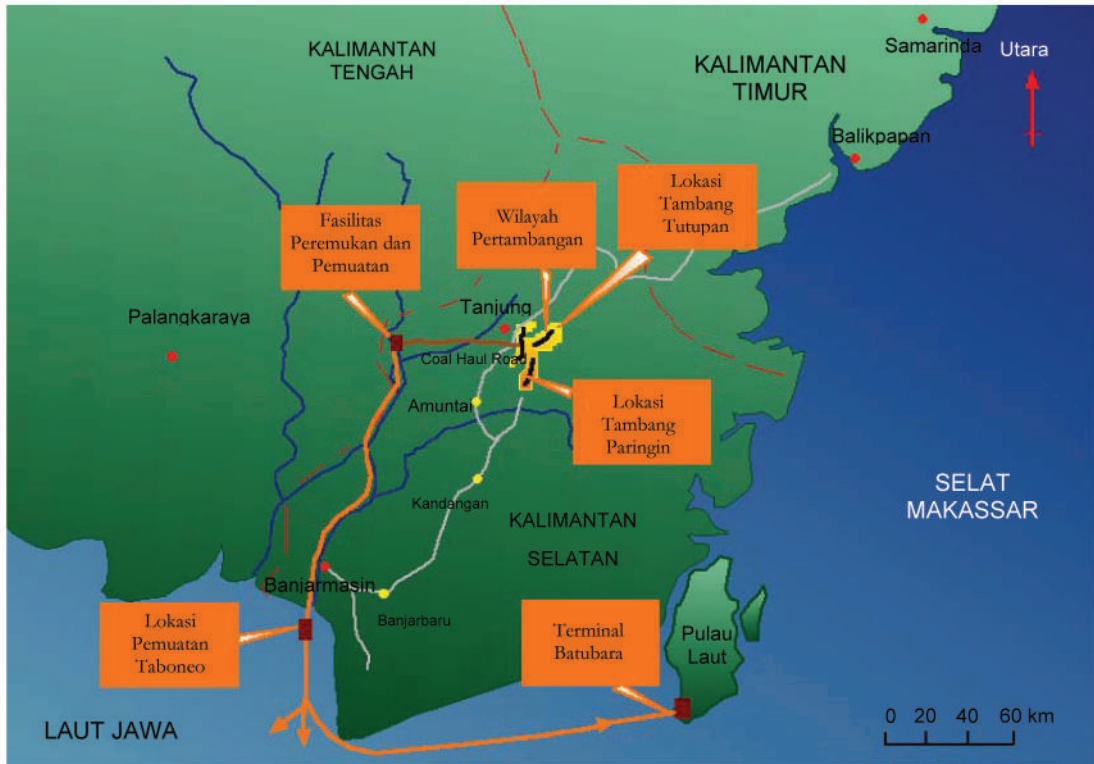 KALIMANTAN
TENGAH
KALIMANTAN
TIMUR
Samarinda
Utara
Balikpapan
Fasilitas
Peremukan dan
Pemuatan
Wilayah
Pertambangan
Lokasi
Tambang
Tutupan
Palangkaraya
Tanjung
Coal Haul Road
Amuntai
Lokasi
Tambang
Paringin
Kandangan
KALIMANTAN
SELATAN
SELAT
MAKASSAR
Banjarmasin
Banjarbaru
Lokasi
Pemuatan
Taboneo
Terminal
Batubara
Pulau
Laut
LAUT JAWA
0 20 40 60 km